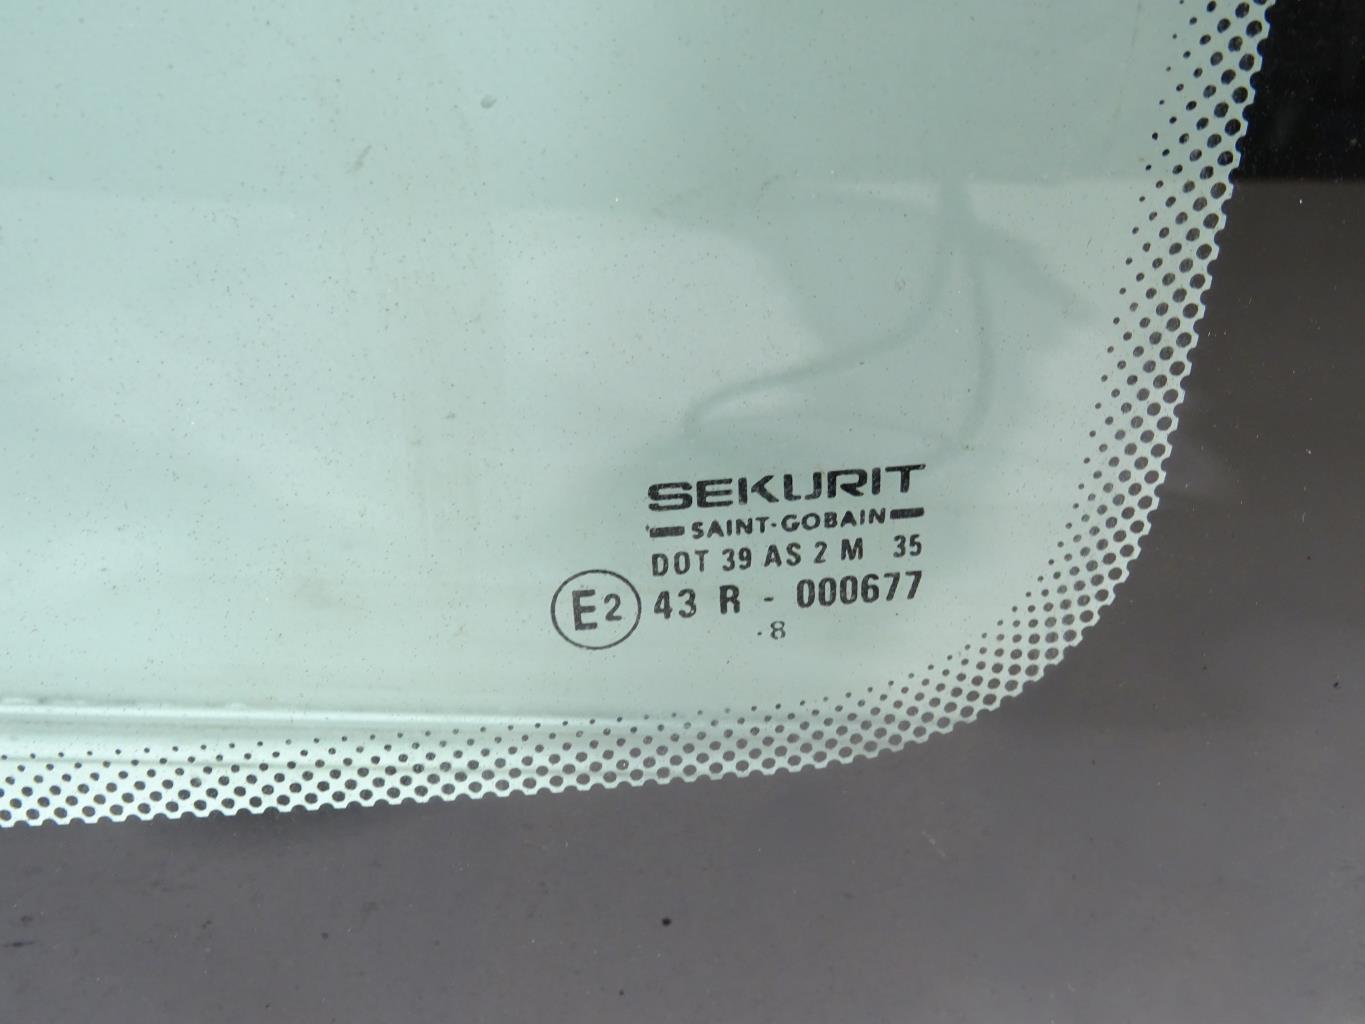 SEKURIT
SAINT-GOBAIN
DOT 39 AS 2 M 35
E2 43 R - 000677
.8